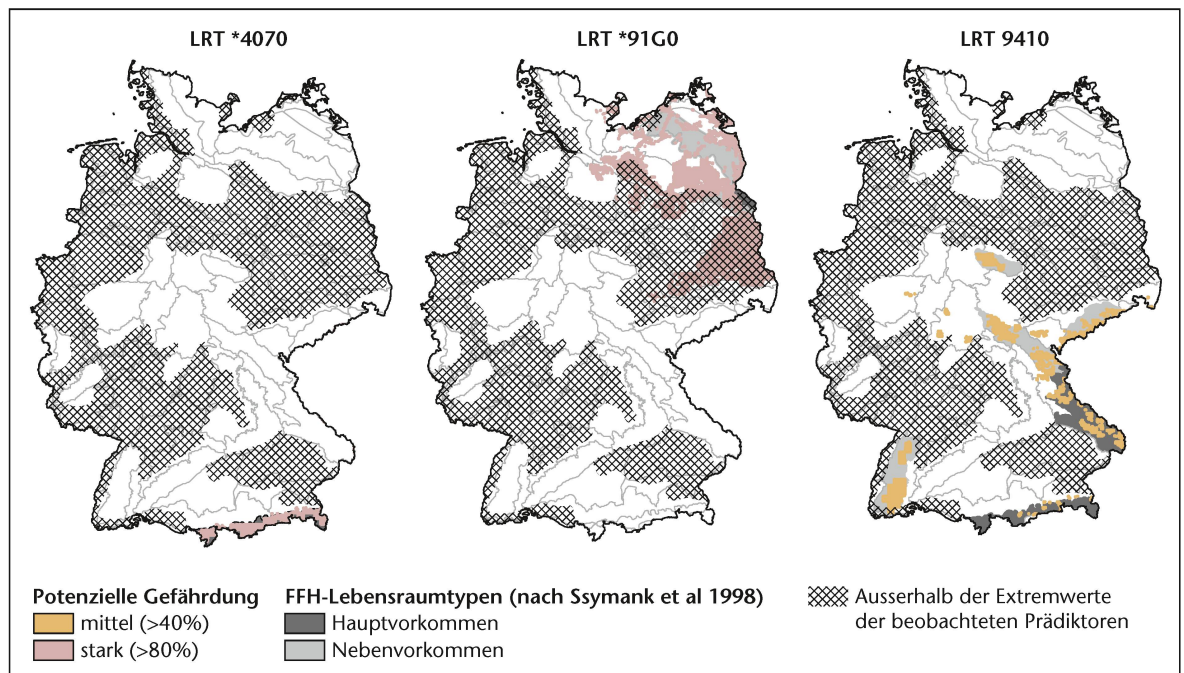 LRT *4070
LRT *91G0
LRT 9410
Potenzielle Gefährdung
mittel (>40%)
stark (>80%)
FFH-Lebensraumtypen (nach Ssymank et al 1998)
Hauptvorkommen
Nebenvorkommen
Ausserhalb der Extremwerte
der beobachteten Prädiktoren